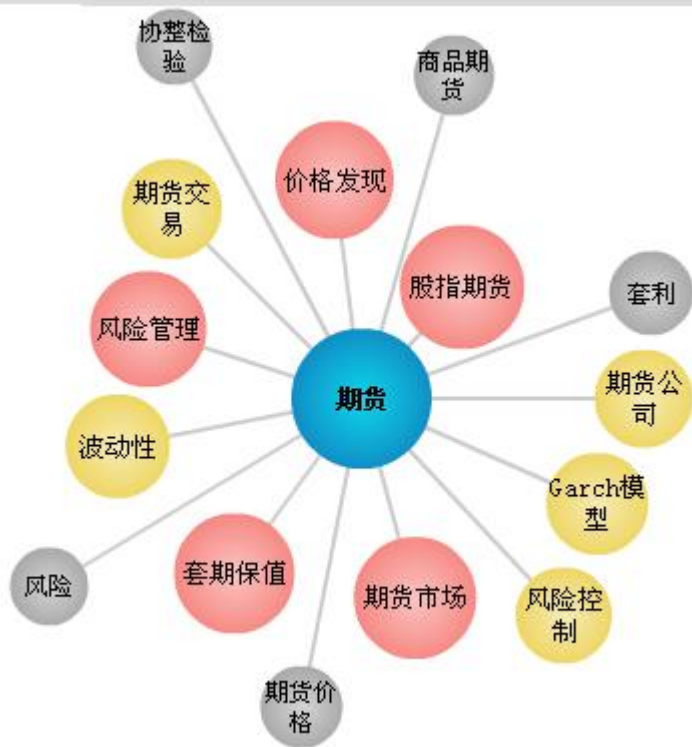 协整检
验
商品期
货
价格发现
期货交
易
股指期货
套利
风险管理
期货
期货公
司
波动性
Garch模
型
套期保值
风险
期货市场
风险控
制
期货价
格